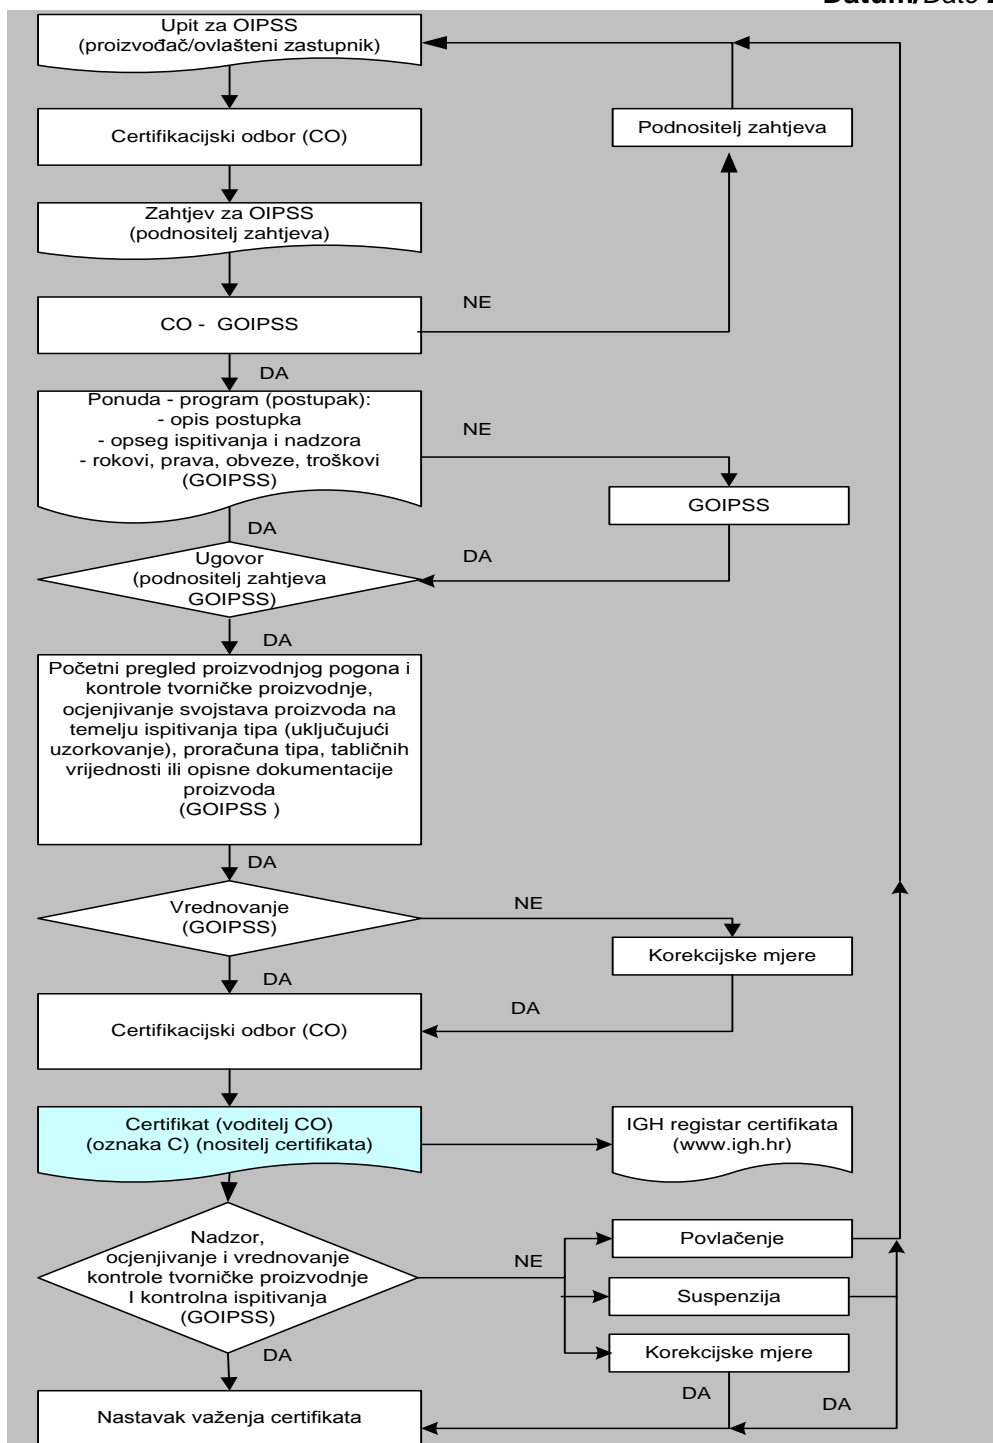 Datum/Date
Upit za OIPSS
(proizvođač/ovlašteni zastupnik)
Certifikacijski odbor (CO)
Podnositelj zahtjeva
Zahtjev za OIPSS
(podnositelj zahtjeva)
NE
CO - GOIPSS
DA
Ponuda - program (postupak):
- opis postupka
- opseg ispitivanja i nadzora
- rokovi, prava, obveze, troškovi
(GOIPSS)
NE
GOIPSS
DA
DA
Ugovor
(podnositelj zahtjeva
GOIPSS)
DA
Početni pregled proizvodnjog pogona i
kontrole tvorničke proizvodnje,
ocjenjivanje svojstava proizvoda na
temelju ispitivanja tipa (uključujući
uzorkovanje), proračuna tipa, tabličnih
vrijednosti ili opisne dokumentacije
proizvoda
(GOIPSS )
DA
Vrednovanje
(GOIPSS)
NE
Korekcijske mjere
DA
DA
Certifikacijski odbor (CO)
Certifikat (voditelj CO)
(oznaka C) (nositelj certifikata)
IGH registar certifikata
(www.igh.hr)
Nadzor,
ocjenjivanje i vrednovanje
kontrole tvorničke proizvodnje
I kontrolna ispitivanja
(GOIPSS)
NE
Povlačenje
Suspenzija
Korekcijske mjere
DA
DA
DA
Nastavak važenja certifikata